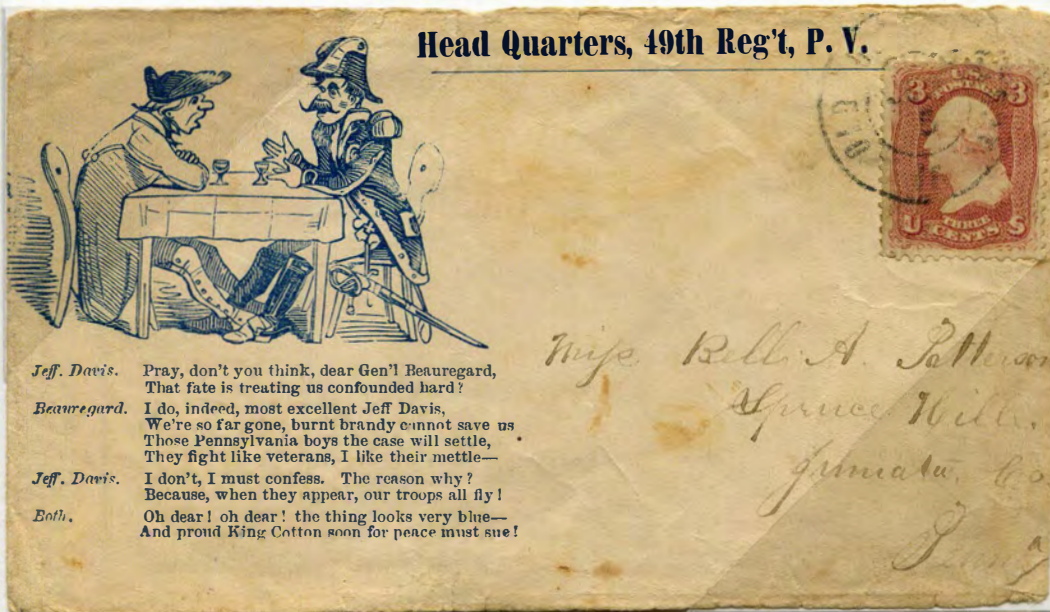 Head Quarters, 49th Reg't, P. V.
3 U.S. POSTAGE 3
U THREE CENTS S
Miss Bell A. Patterson
Spruce Hill.
Juniata Co
Penn
Jeff. Davis. Pray, don't you think, dear Gen'l Beauregard,
That fate is treating us confounded hard?
Beauregard. I do, indeed, most excellent Jeff Davis,
We're so far gone, burnt brandy cannot save us
Those Pennsylvania boys the case will settle,
They fight like veterans, I like their mettle—
Jeff. Davis. I don't, I must confess. The reason why?
Because, when they appear, our troops all fly!
Both. Oh dear! oh dear! the thing looks very blue—
And proud King Cotton soon for peace must sue!